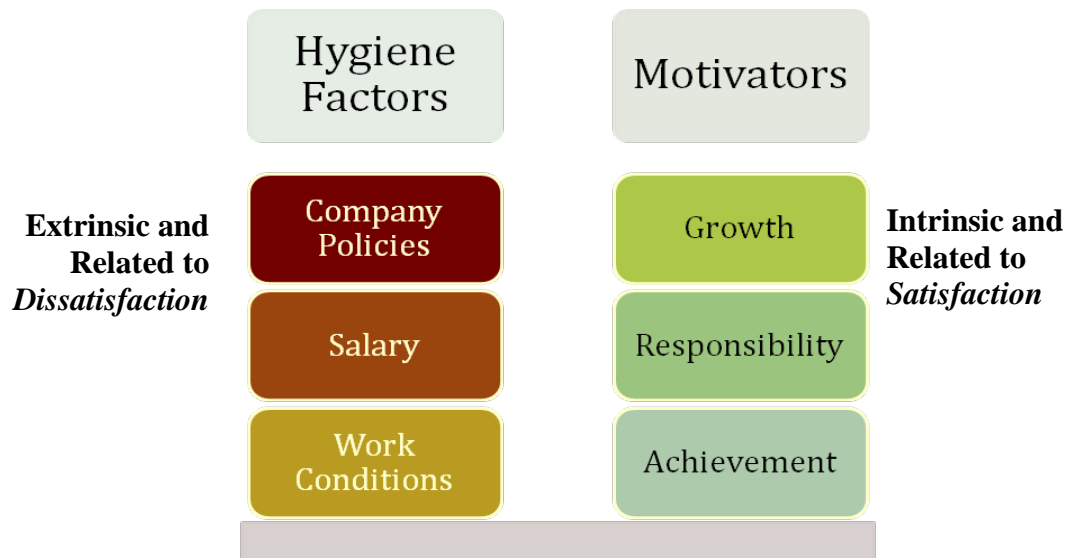 Hygiene
Factors
Motivators
Extrinsic and
Related to
Dissatisfaction
Company
Policies
Growth
Intrinsic and
Related to
Satisfaction
Salary
Responsibility
Work
Conditions
Achievement